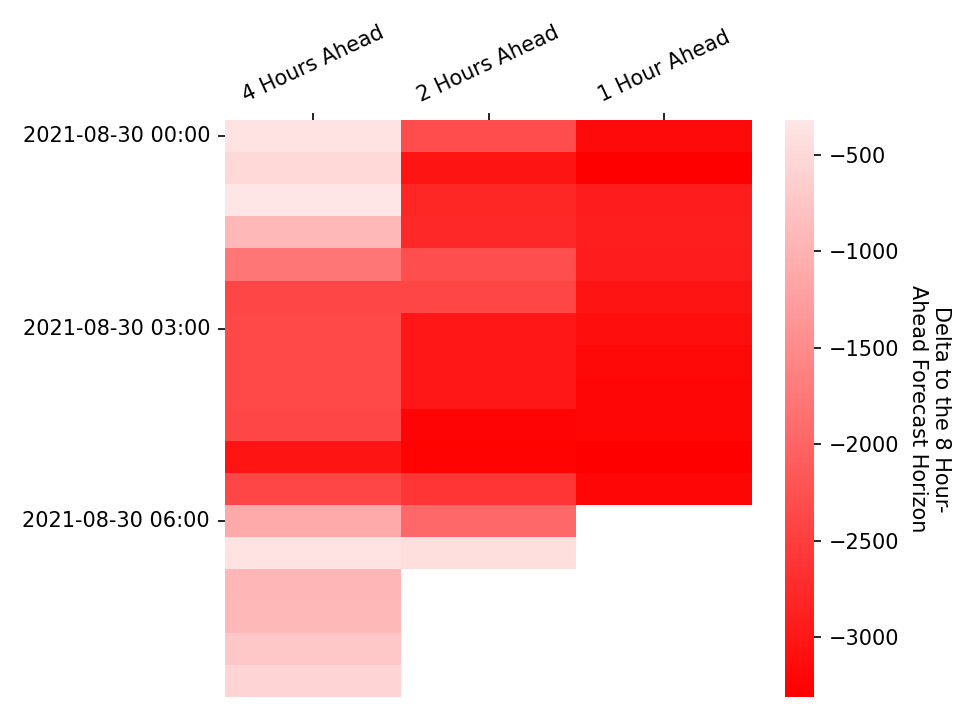 4 Hours Ahead
2 Hours Ahead
1 Hour Ahead
2021-08-30 00:00
2021-08-30 03:00
2021-08-30 06:00
−500
−1000
−1500
−2000
−2500
−3000
Delta to the 8 Hour-
Ahead Forecast Horizon